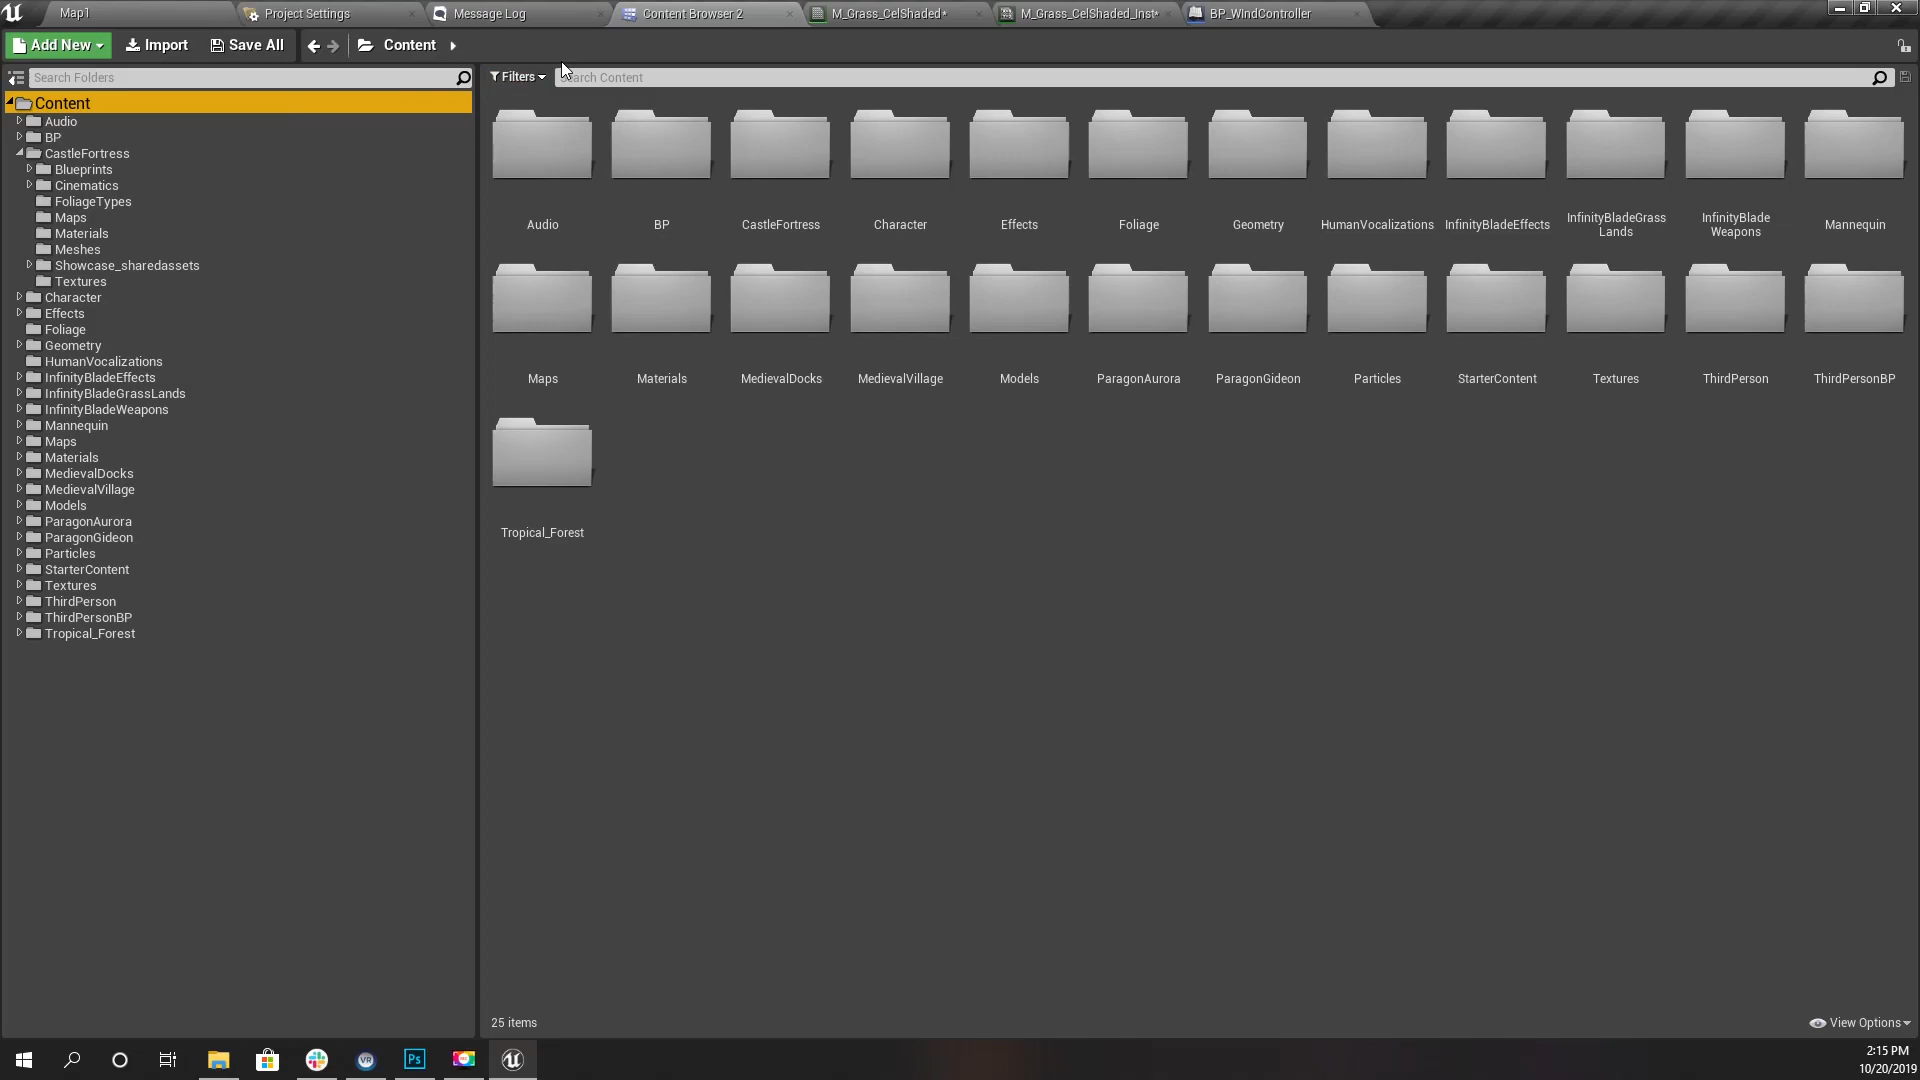 Map1 Project Settings Message Log Content Browser 2 M_Grass_CelShaded* M_Grass_CelShaded_Inst* BP_WIndController
Add New Import Save All Content
Search Folders
Filters Search Content
Content
Audio
BP
CastleFortress
Blueprints
Cinematics
FoliageTypes
Maps
Materials
Meshes
Showcase_sharedassets
Textures
Character
Effects
Foliage
Geometry
HumanVocalizations
InfinityBladeEffects
InfinityBladeGrassLands
InfinityBladeWeapons
Mannequin
Maps
Materials
MedievalDocks
MedievalVillage
Models
ParagonAurora
ParagonGideon
Particles
StarterContent
Textures
ThirdPerson
ThirdPersonBP
Tropical_Forest
Audio BP CastleFortress Character Effects Foliage Geometry HumanVocalizations InfinityBladeEffects InfinityBladeGrass InfinityBlade Mannequin
Lands Weapons
Maps Materials MedievalDocks MedievalVillage Models ParagonAurora ParagonGideon Particles StarterContent Textures ThirdPerson ThirdPersonBP
Tropical_Forest
25 items View Options
VR Ps 2:15 PM
10/20/2019